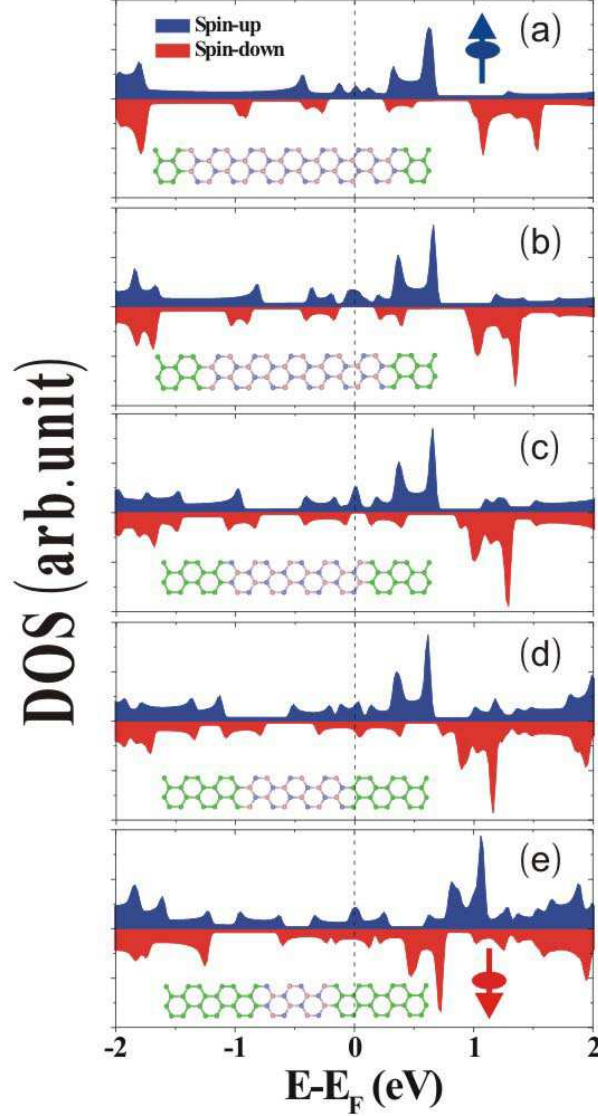 Spin-up
Spin-down
(a)
(b)
(c)
(d)
(e)
DOS (arb.unit)
-2 -1 0 1 2
E-E_F (eV)